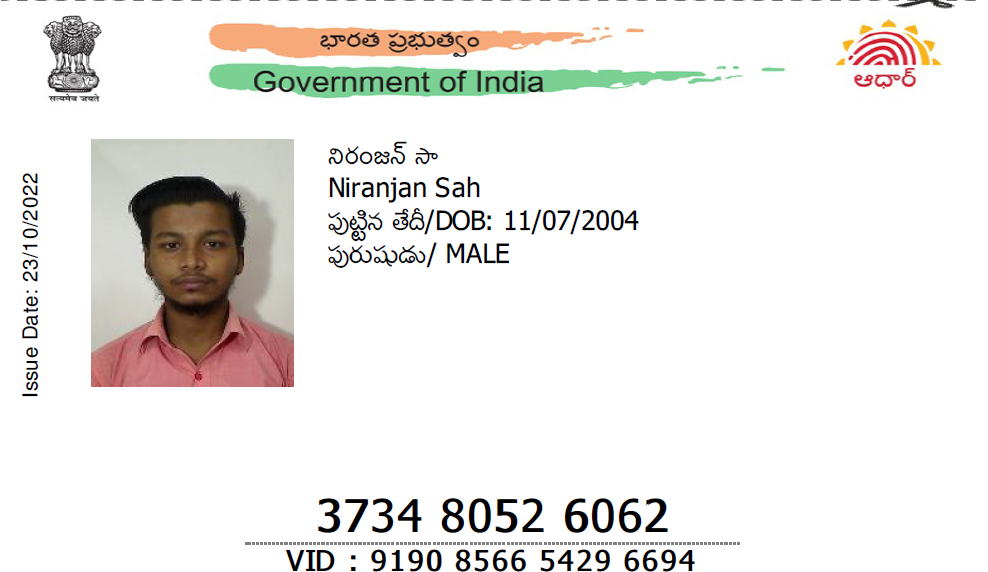 భారత ప్రభుత్వం
Government of India
सत्यमेव जयते
ఆధార్
Issue Date: 23/10/2022
నిరంజన్ సా
Niranjan Sah
పుట్టిన తేదీ/DOB: 11/07/2004
పురుషుడు/ MALE
3734 8052 6062
VID : 9190 8566 5429 6694